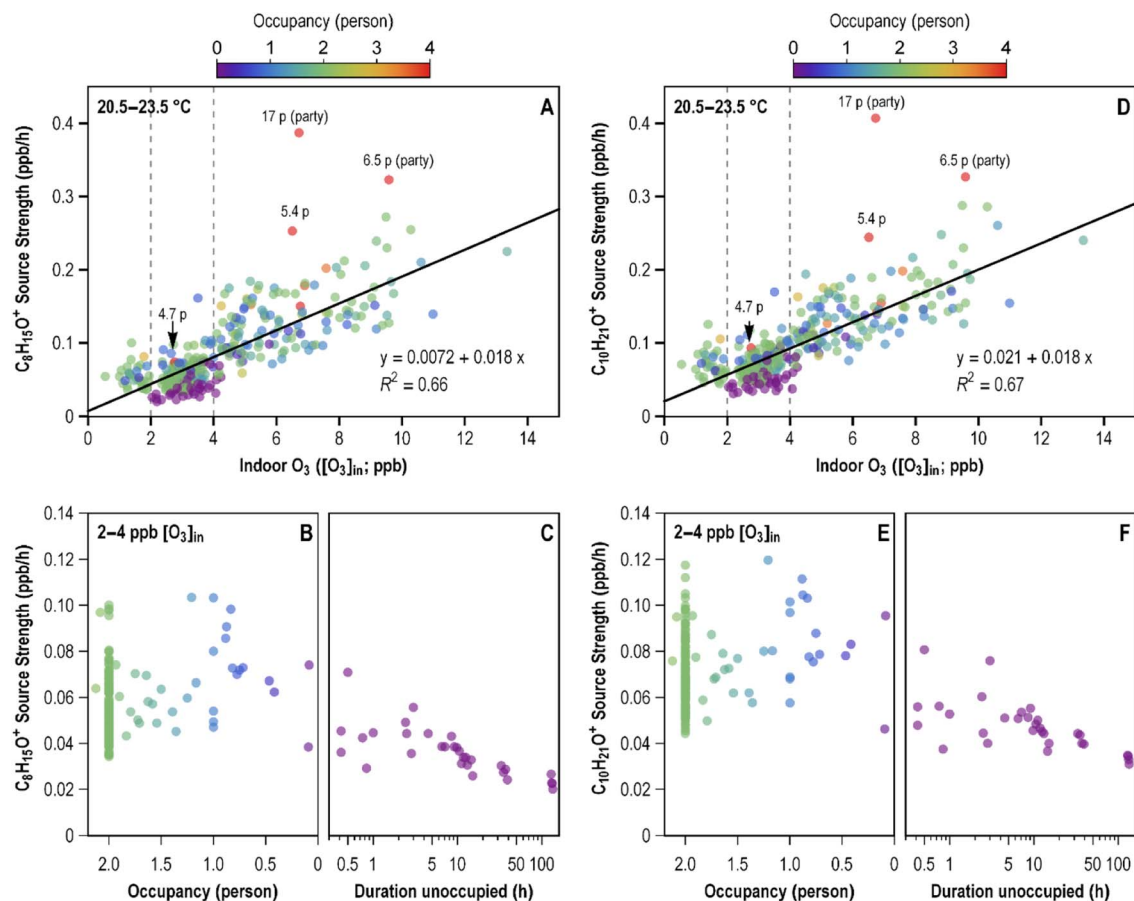 Occupancy (person)
0 1 2 3 4
20.5–23.5 °C
A
17 p (party)
6.5 p (party)
5.4 p
4.7 p
y = 0.0072 + 0.018 x
R² = 0.66
C₈H₁₅O⁺ Source Strength (ppb/h)
0.4
0.3
0.2
0.1
0
0 2 4 6 8 10 12 14
Indoor O₃ ([O₃]in; ppb)
Occupancy (person)
0 1 2 3 4
20.5–23.5 °C
D
17 p (party)
6.5 p (party)
5.4 p
4.7 p
y = 0.021 + 0.018 x
R² = 0.67
C₁₀H₂₁O⁺ Source Strength (ppb/h)
0.4
0.3
0.2
0.1
0
0 2 4 6 8 10 12 14
Indoor O₃ ([O₃]in; ppb)
2–4 ppb [O₃]in
B
C
C₈H₁₅O⁺ Source Strength (ppb/h)
0.14
0.12
0.10
0.08
0.06
0.04
0.02
0
2.0 1.5 1.0 0.5 0
Occupancy (person)
0.5 1 5 10 50 100
Duration unoccupied (h)
2–4 ppb [O₃]in
E
F
C₁₀H₂₁O⁺ Source Strength (ppb/h)
0.14
0.12
0.10
0.08
0.06
0.04
0.02
0
2.0 1.5 1.0 0.5 0
Occupancy (person)
0.5 1 5 10 50 100
Duration unoccupied (h)